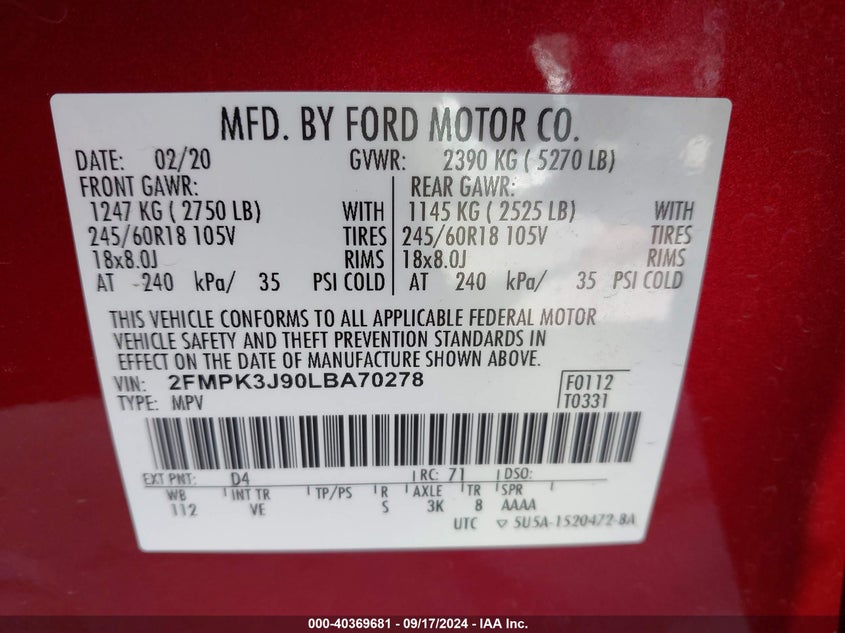 MFD. BY FORD MOTOR CO.
DATE: 02/20 GVWR: 2390 KG ( 5270 LB)
FRONT GAWR: REAR GAWR:
1247 KG ( 2750 LB) WITH 1145 KG ( 2525 LB) WITH
245/60R18 105V TIRES 245/60R18 105V TIRES
18x8.0J RIMS 18x8.0J RIMS
AT 240 kPa/ 35 PSI COLD AT 240 kPa/ 35 PSI COLD
THIS VEHICLE CONFORMS TO ALL APPLICABLE FEDERAL MOTOR
VEHICLE SAFETY AND THEFT PREVENTION STANDARDS IN
EFFECT ON THE DATE OF MANUFACTURE SHOWN ABOVE.
VIN: 2FMPK3J90LBA70278 F0112
TYPE: MPV T0331
EXT PNT: D4 RC: 71 DSO:
WB INT TR TP/PS R AXLE TR SPR
112 VE S 3K 8 AAAA
UTC ▽ 5U5A-1520472-BA
000-40369681 - 09/17/2024 - IAA Inc.